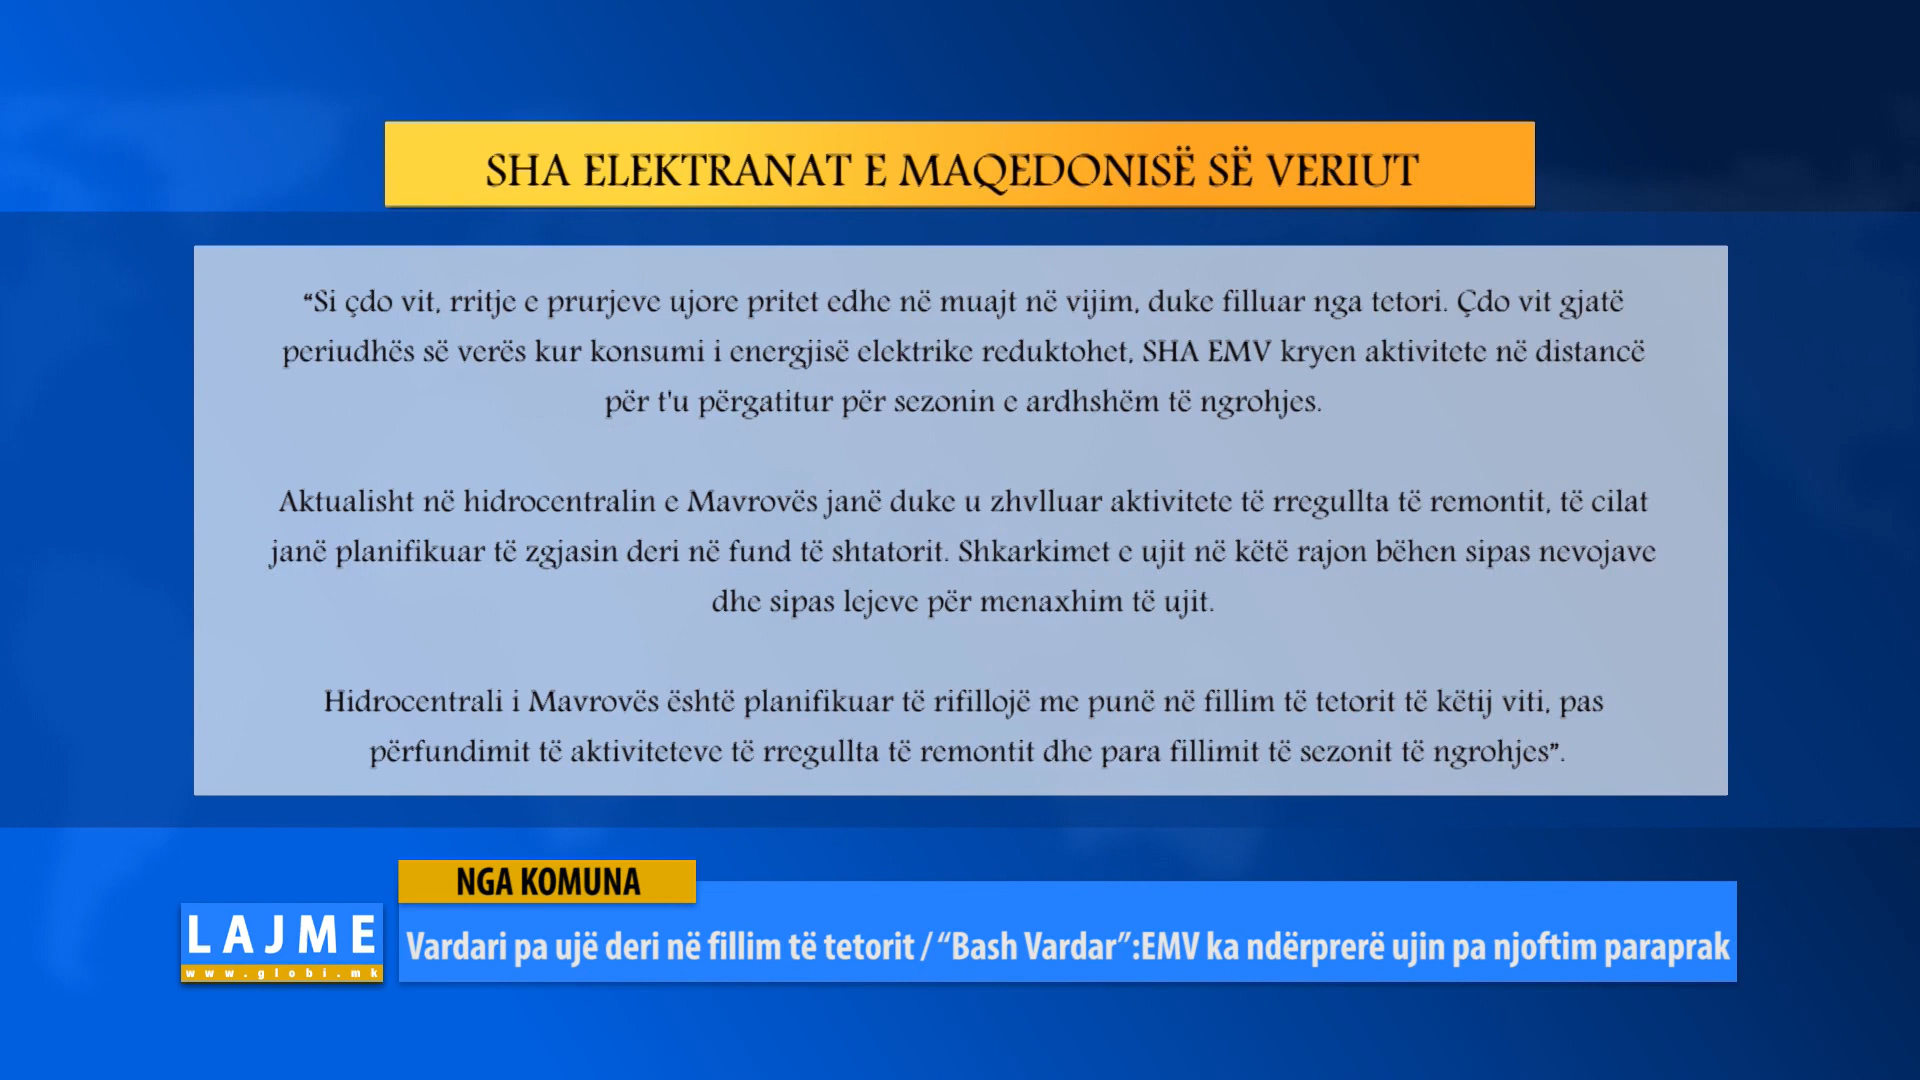 SHA ELEKTRANAT E MAQEDONISË SË VERIUT
“Si çdo vit, rritje e prurjeve ujore pritet edhe në muajt në vijim, duke filluar nga tetori. Çdo vit gjatë
periudhës së verës kur konsumi i energjisë elektrike reduktohet, SHA EMV kryen aktivitete në distancë
për t'u përgatitur për sezonin e ardhshëm të ngrohjes.
Aktualisht në hidrocentralin e Mavrovës janë duke u zhvlluar aktivitete të rregullta të remontit, të cilat
janë planifikuar të zgjasin deri në fund të shtatorit. Shkarkimet e ujit në këtë rajon bëhen sipas nevojave
dhe sipas lejeve për menaxhim të ujit.
Hidrocentrali i Mavrovës është planifikuar të rifillojë me punë në fillim të tetorit të këtij viti, pas
përfundimit të aktiviteteve të rregullta të remontit dhe para fillimit të sezonit të ngrohjes”.
NGA KOMUNA
LAJME
www.globi.mk
Vardari pa ujë deri në fillim të tetorit / “Bash Vardar”:EMV ka ndërprerë ujin pa njoftim paraprak